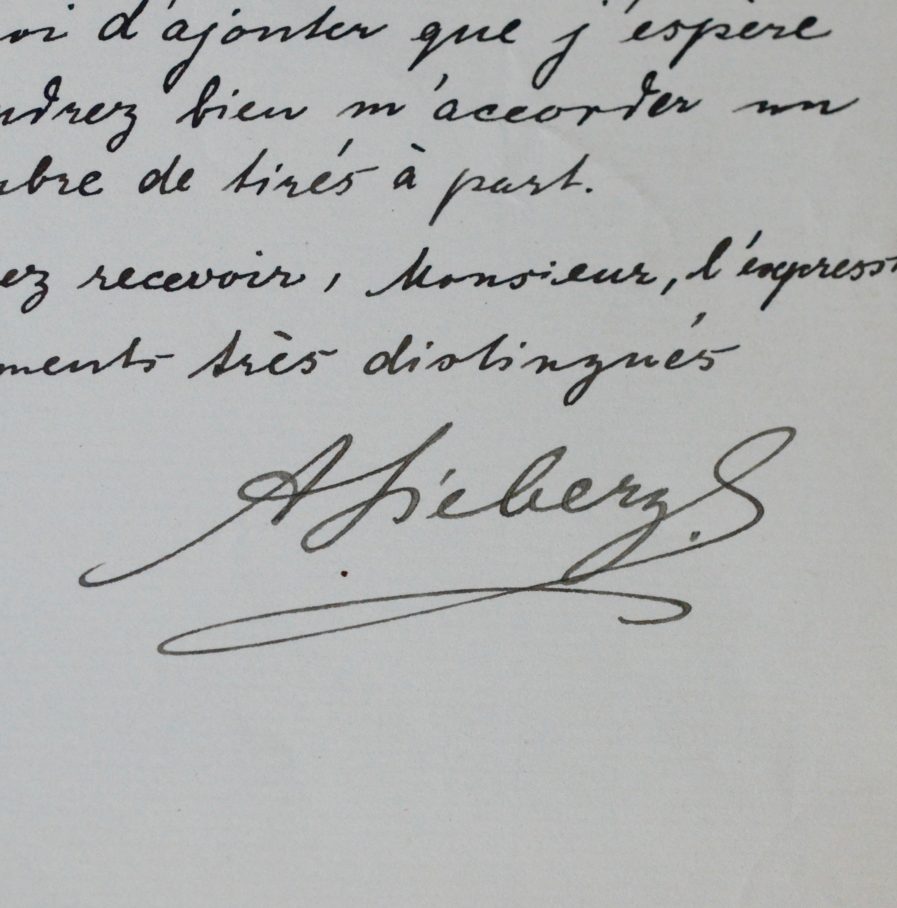 oi d'ajouter que j'espère
ndrez bien m'accorder un
bre de tirés à part.
ez recevoir, Monsieur, l'express
ments très distingués
A Sieberz